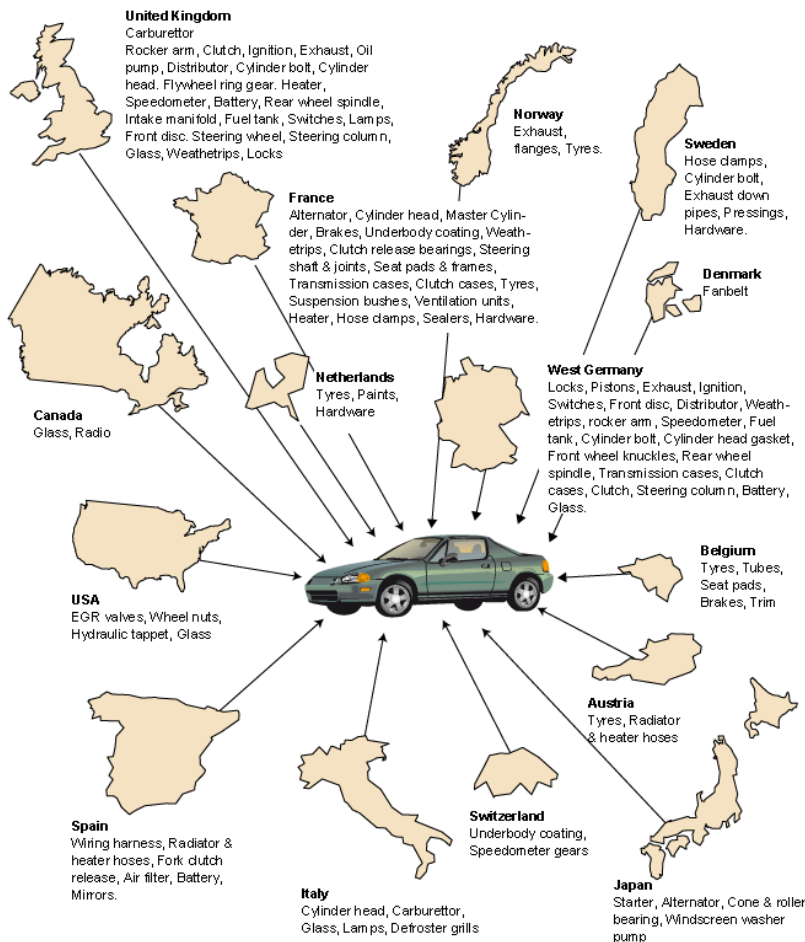 United Kingdom
Carburettor
Rocker arm, Clutch, Ignition, Exhaust, Oil
pump, Distributor, Cylinder bolt, Cylinder
head. Flywheel ring gear. Heater,
Speedometer, Battery, Rear wheel spindle,
Intake manifold, Fuel tank, Switches, Lamps,
Front disc. Steering wheel, Steering column,
Glass, Weathetrips, Locks
Norway
Exhaust,
flanges, Tyres.
Sweden
Hose clamps,
Cylinder bolt,
Exhaust down
pipes, Pressings,
Hardware.
France
Alternator, Cylinder head, Master Cylin-
der, Brakes, Underbody coating, Weath-
etrips, Clutch release bearings, Steering
shaft & joints, Seat pads & frames,
Transmission cases, Clutch cases, Tyres,
Suspension bushes, Ventilation units,
Heater, Hose clamps, Sealers, Hardware.
Denmark
Fanbelt
Netherlands
Tyres, Paints,
Hardware
West Germany
Locks, Pistons, Exhaust, Ignition,
Switches, Front disc, Distributor, Weath-
etrips, rocker arm, Speedometer, Fuel
tank, Cylinder bolt, Cylinder head gasket,
Front wheel knuckles, Rear wheel
spindle, Transmission cases, Clutch
cases, Clutch, Steering column, Battery,
Glass.
Canada
Glass, Radio
USA
EGR valves, Wheel nuts,
Hydraulic tappet, Glass
Belgium
Tyres, Tubes,
Seat pads,
Brakes, Trim
Austria
Tyres, Radiator
& heater hoses
Spain
Wiring harness, Radiator &
heater hoses, Fork clutch
release, Air filter, Battery,
Mirrors.
Switzerland
Underbody coating,
Speedometer gears
Italy
Cylinder head, Carburettor,
Glass, Lamps, Defroster grills
Japan
Starter, Alternator, Cone & roller
bearing, Windscreen washer
pump